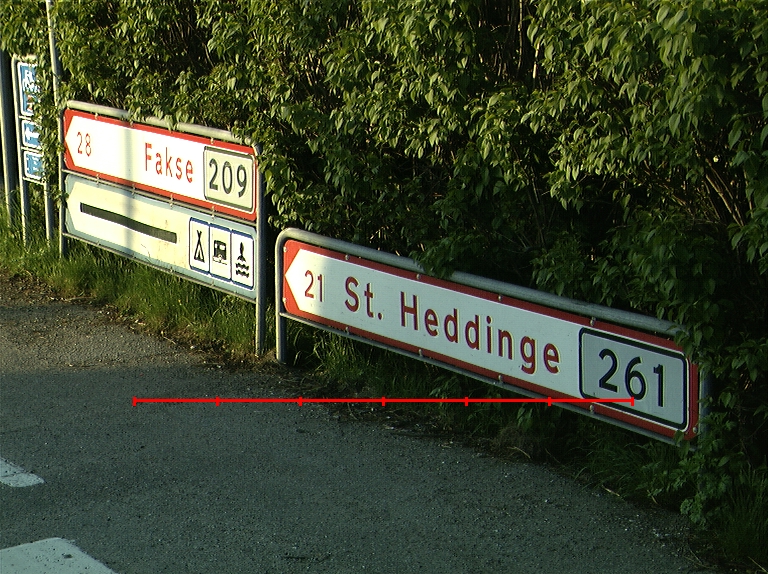 28 Fakse 209
21 St. Heddinge 261